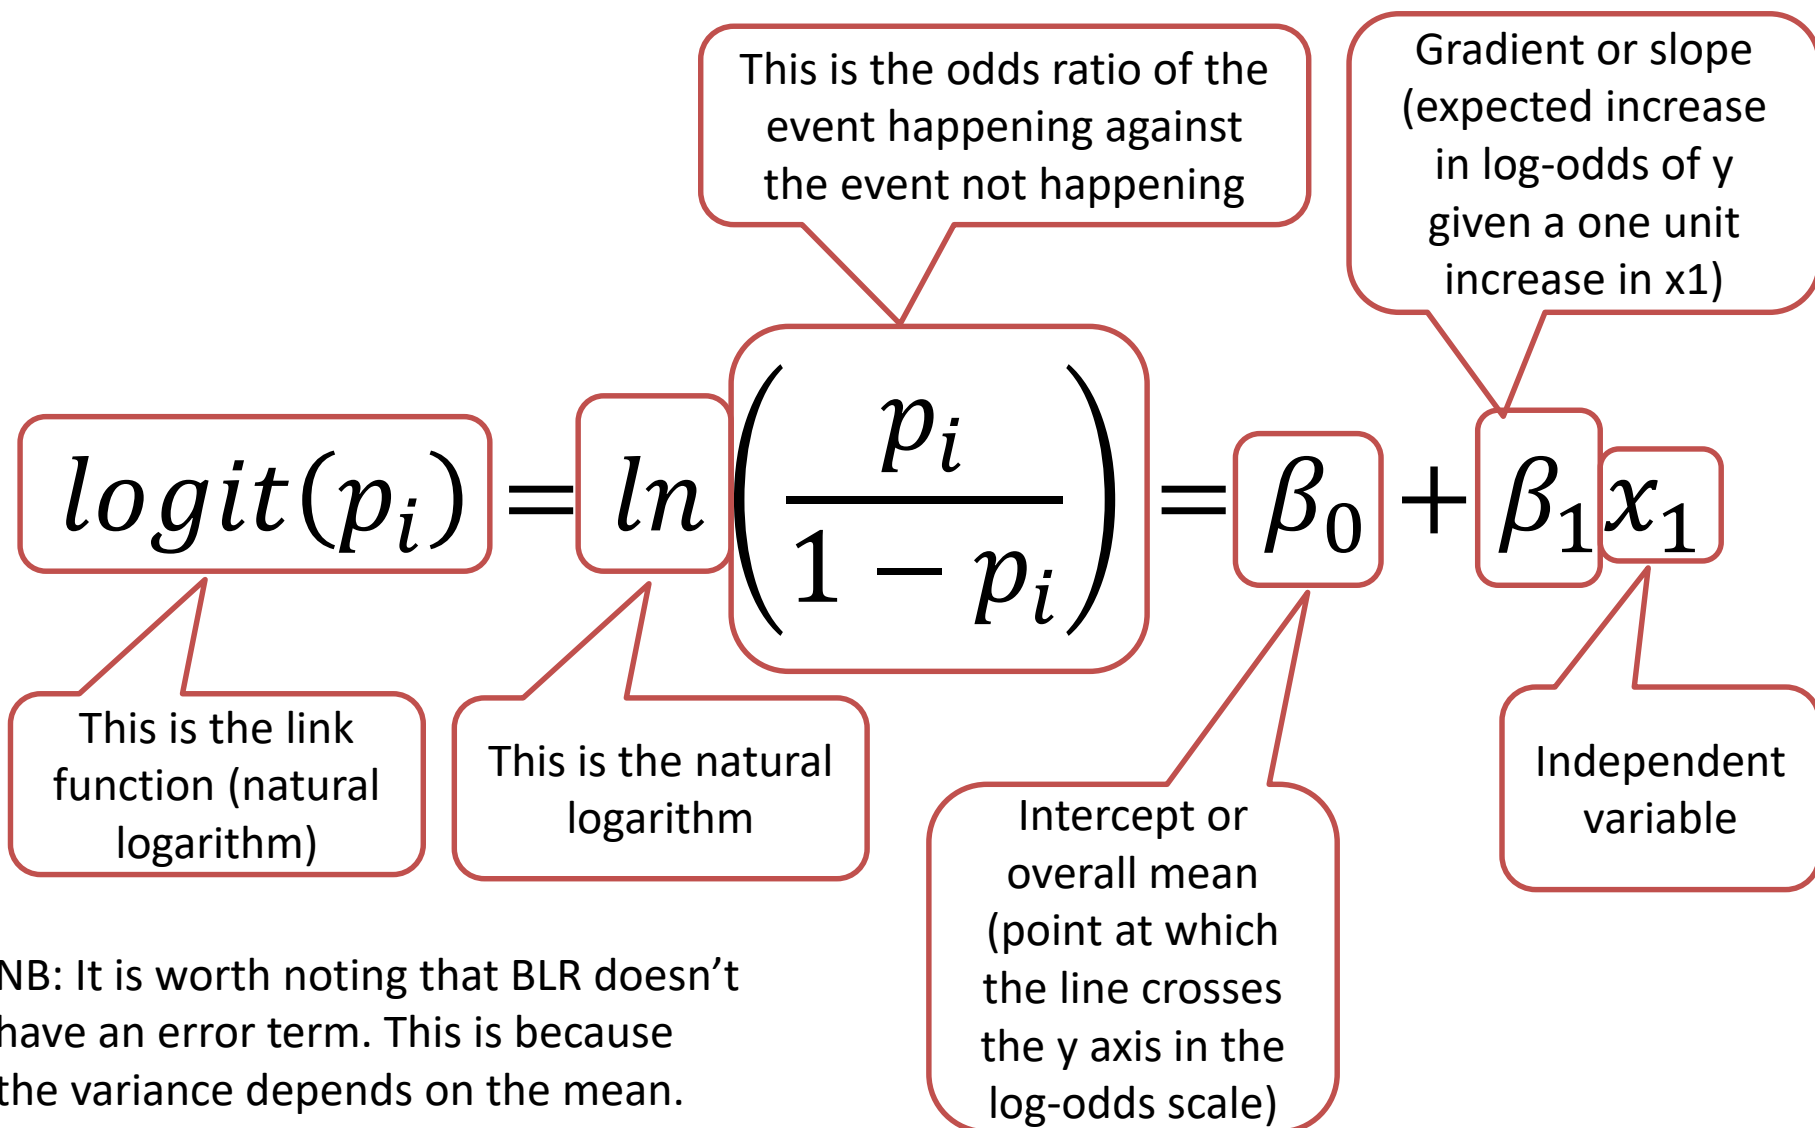 This is the odds ratio of the
event happening against
the event not happening
Gradient or slope
(expected increase
in log-odds of y
given a one unit
increase in x1)
logit(pᵢ) = ln(pᵢ / 1 − pᵢ) = β₀ + β₁x₁
This is the link
function (natural
logarithm)
This is the natural
logarithm
Intercept or
overall mean
(point at which
the line crosses
the y axis in the
log-odds scale)
Independent
variable
NB: It is worth noting that BLR doesn’t
have an error term. This is because
the variance depends on the mean.